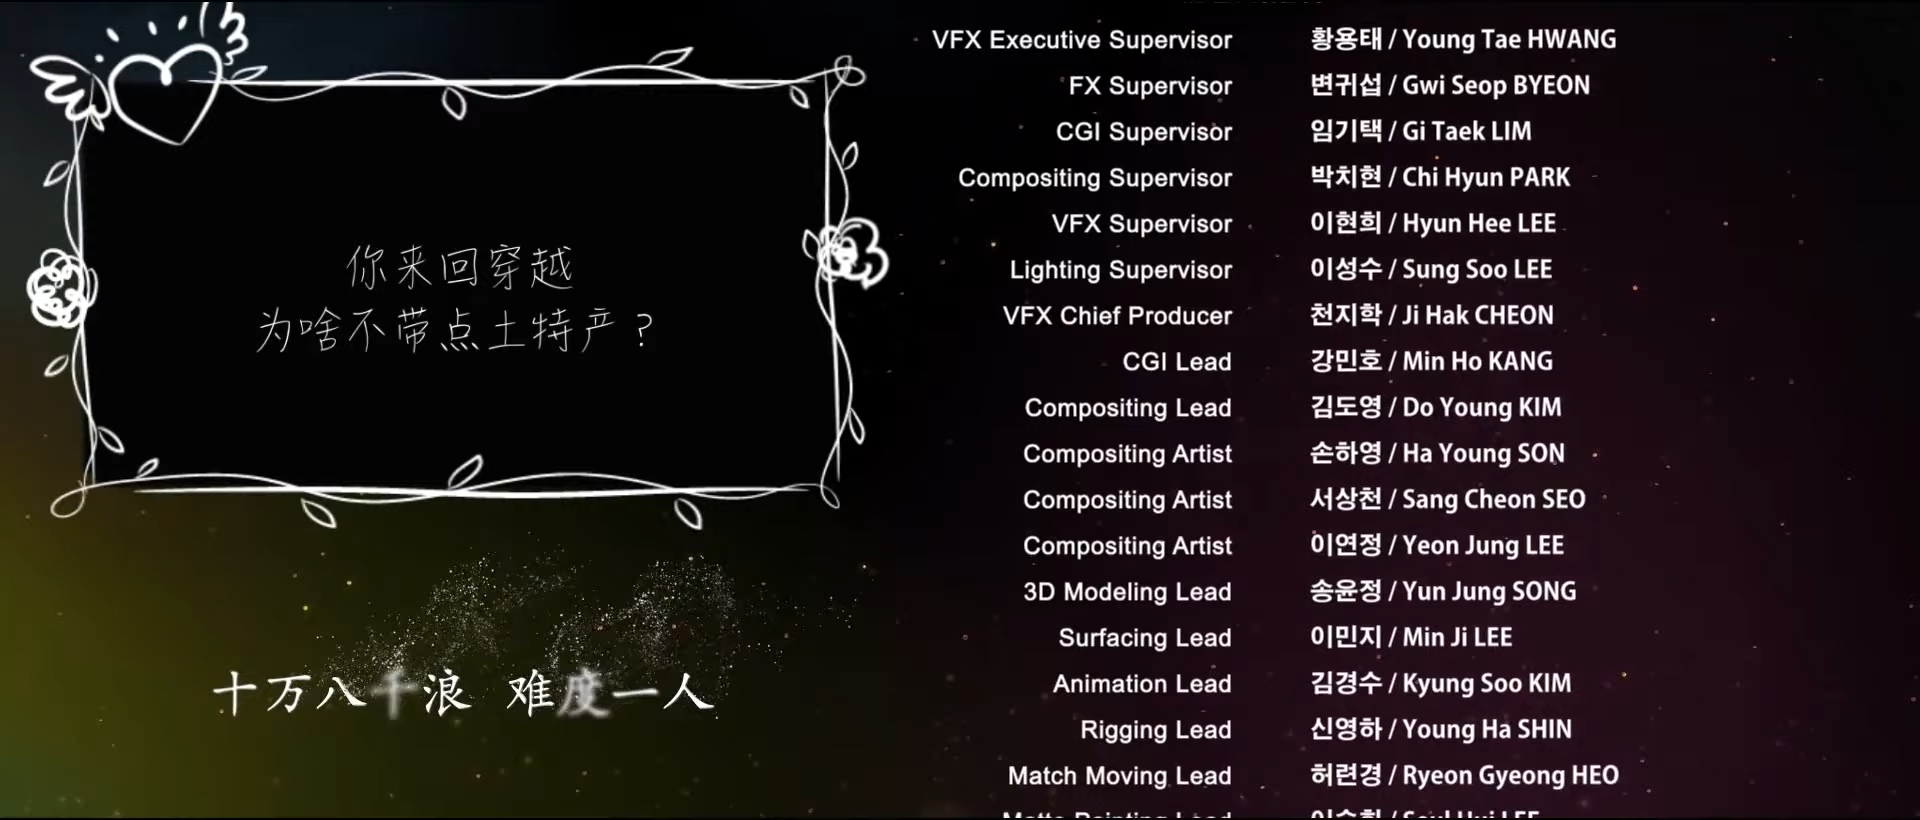 你来回穿越
为啥不带点土特产？
十万八千浪 难度一人
VFX Executive Supervisor 황용태 / Young Tae HWANG
FX Supervisor 변귀섭 / Gwi Seop BYEON
CGI Supervisor 임기택 / Gi Taek LIM
Compositing Supervisor 박치현 / Chi Hyun PARK
VFX Supervisor 이현희 / Hyun Hee LEE
Lighting Supervisor 이성수 / Sung Soo LEE
VFX Chief Producer 천지학 / Ji Hak CHEON
CGI Lead 강민호 / Min Ho KANG
Compositing Lead 김도영 / Do Young KIM
Compositing Artist 손하영 / Ha Young SON
Compositing Artist 서상천 / Sang Cheon SEO
Compositing Artist 이연정 / Yeon Jung LEE
3D Modeling Lead 송윤정 / Yun Jung SONG
Surfacing Lead 이민지 / Min Ji LEE
Animation Lead 김경수 / Kyung Soo KIM
Rigging Lead 신영하 / Young Ha SHIN
Match Moving Lead 허련경 / Ryeon Gyeong HEO